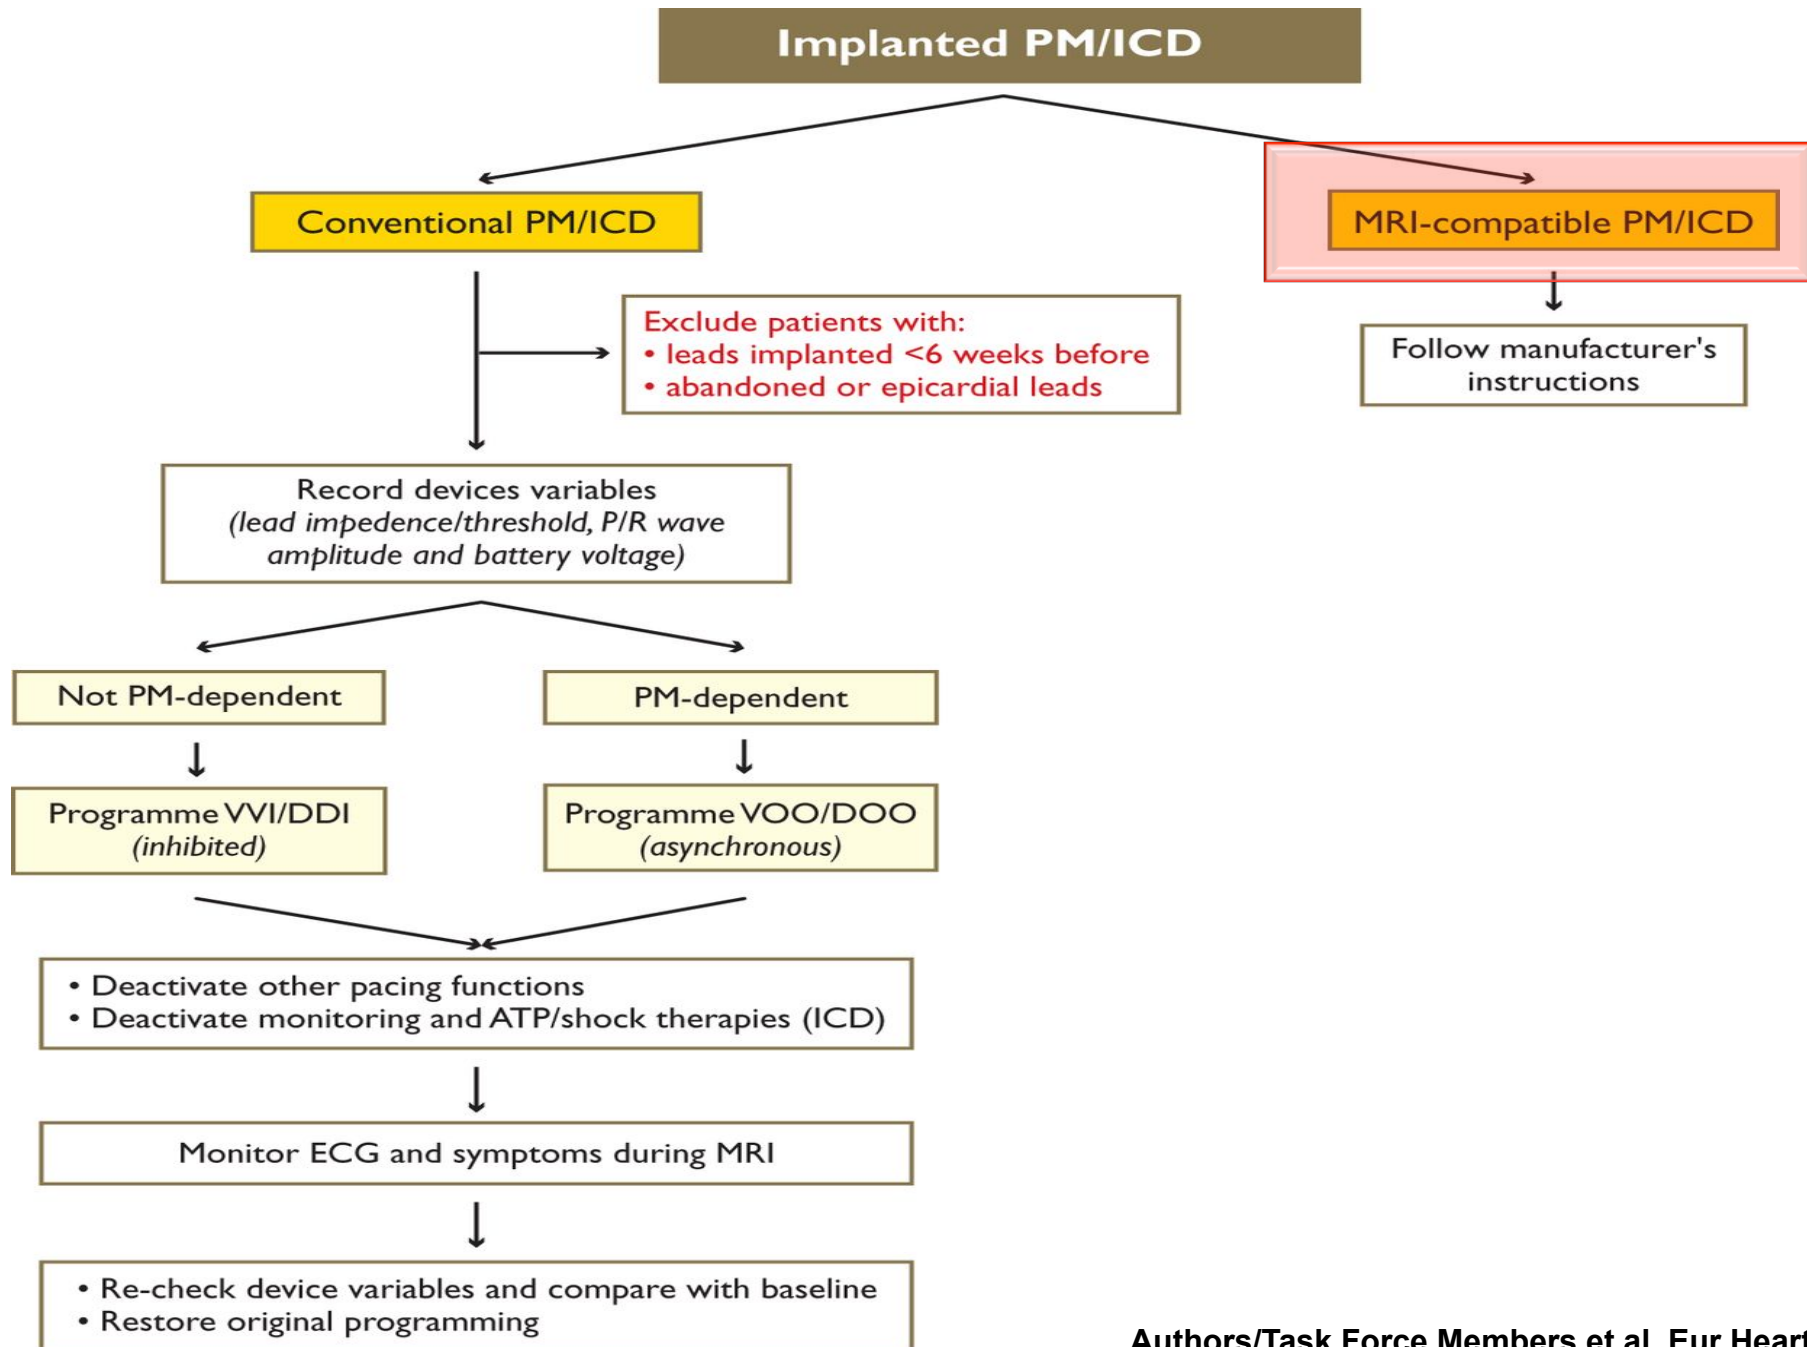 Implanted PM/ICD
Conventional PM/ICD
MRI-compatible PM/ICD
Exclude patients with:
• leads implanted <6 weeks before
• abandoned or epicardial leads
Follow manufacturer's
instructions
Record devices variables
(lead impedence/threshold, P/R wave
amplitude and battery voltage)
Not PM-dependent
PM-dependent
Programme VVI/DDI
(inhibited)
Programme VOO/DOO
(asynchronous)
• Deactivate other pacing functions
• Deactivate monitoring and ATP/shock therapies (ICD)
Monitor ECG and symptoms during MRI
• Re-check device variables and compare with baseline
• Restore original programming
Authors/Task Force Members et al. Eur Heart